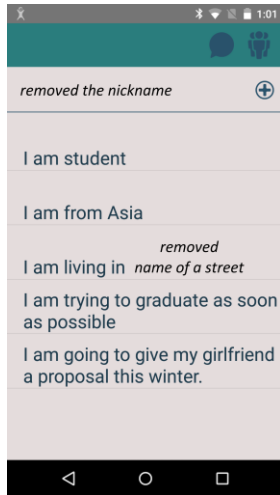 1:01
removed the nickname
I am student
I am from Asia
removed
I am living in name of a street
I am trying to graduate as soon
as possible
I am going to give my girlfriend
a proposal this winter.